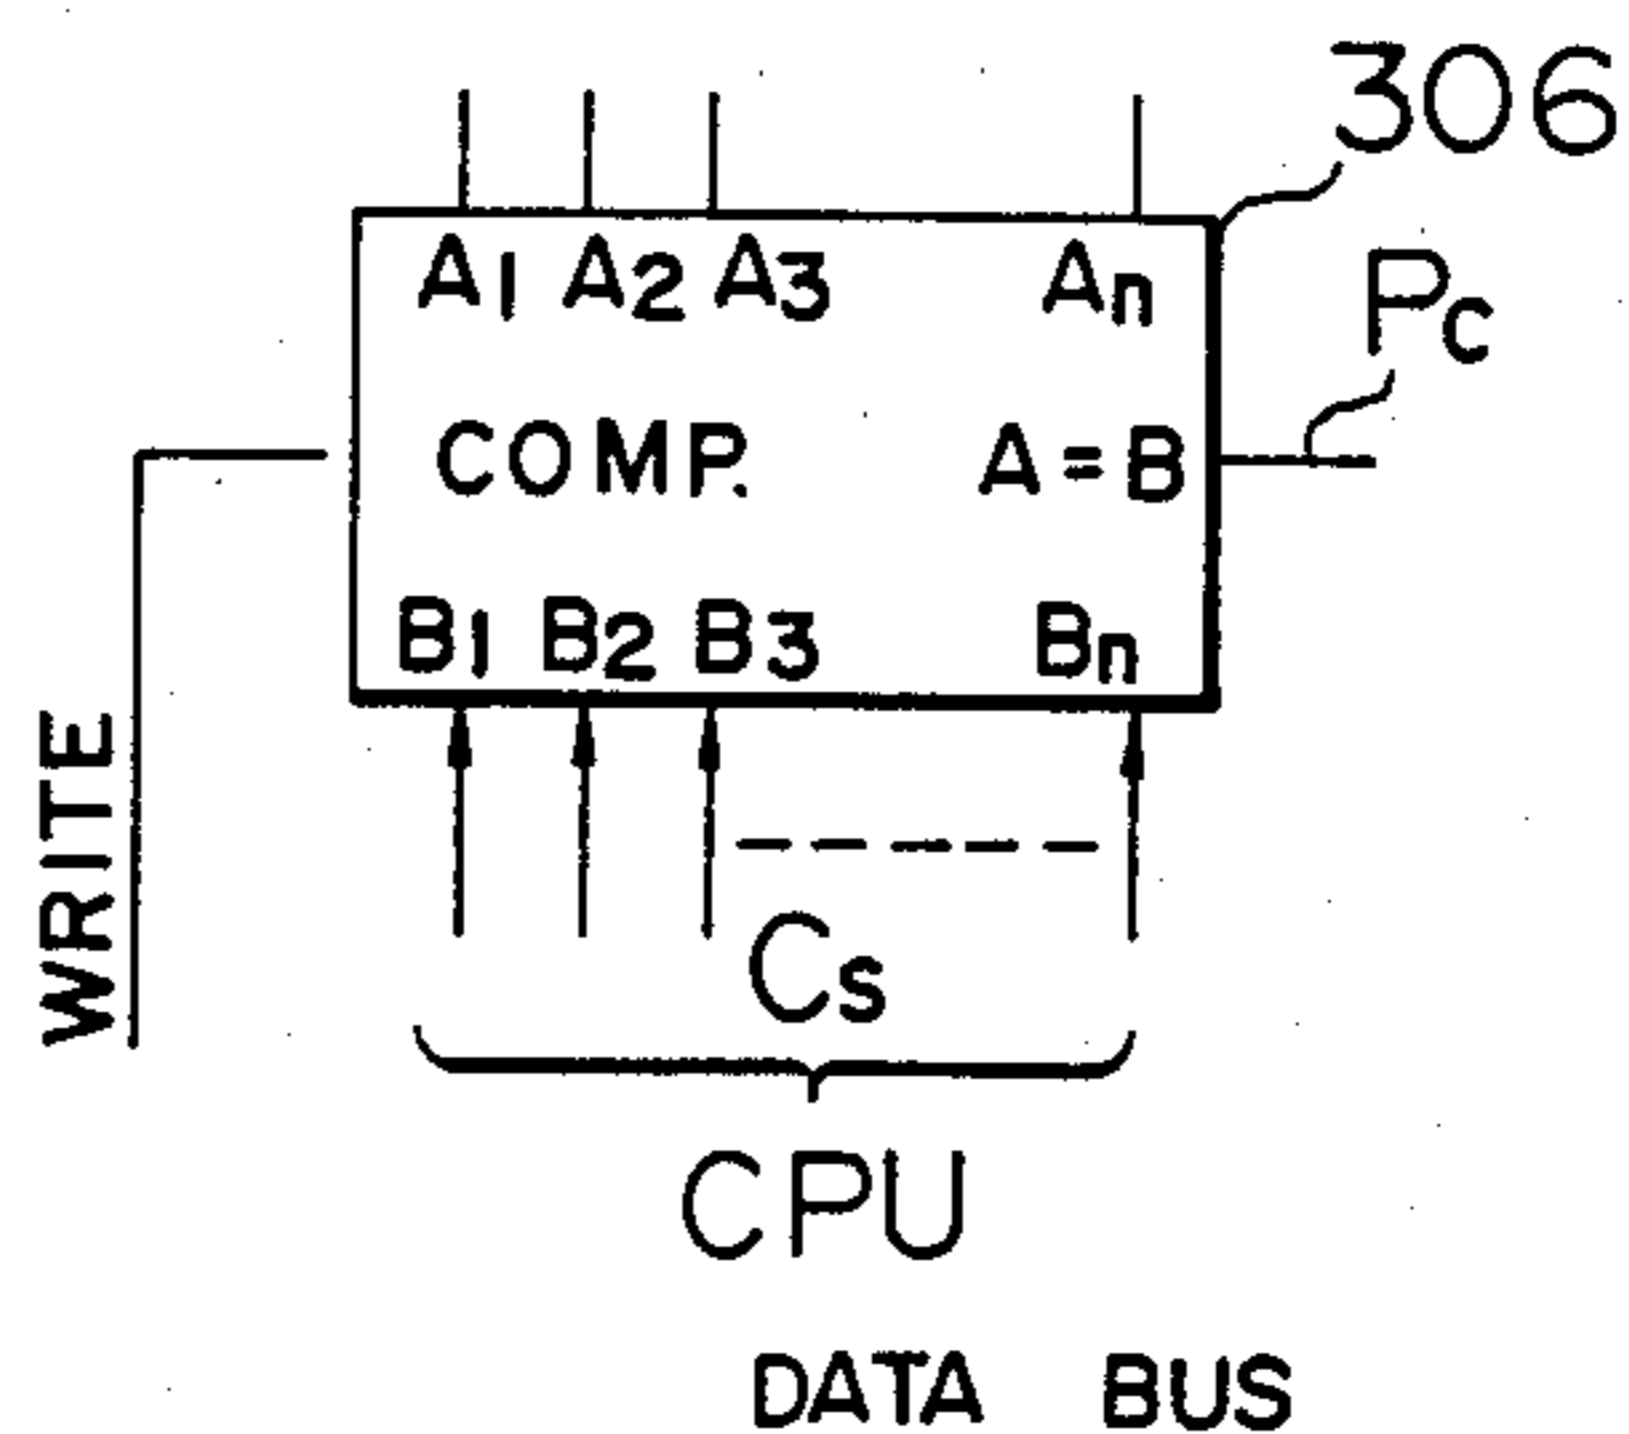 306
A1 A2 A3 An
Pc
COMP. A=B
B1 B2 B3 Bn
WRITE
Cs
CPU
DATA BUS